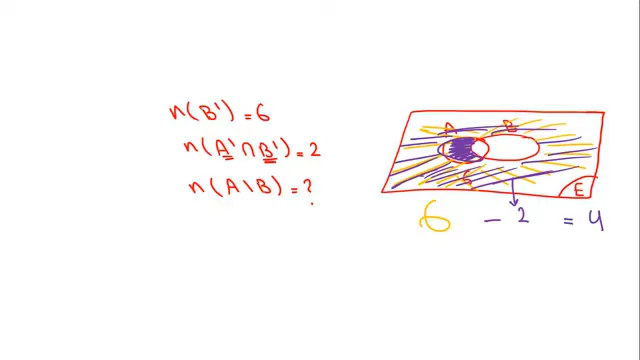 n(B') = 6
n(A' ∩ B') = 2
n(A \ B) = ?
A B
E
6 - 2 = 4